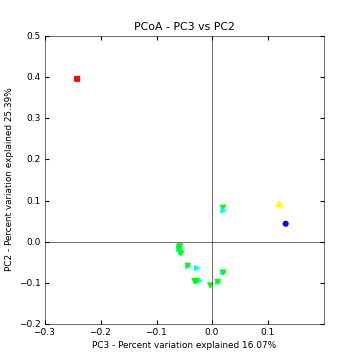 PCoA - PC3 vs PC2
0.5
0.4
0.3
0.2
0.1
0.0
−0.1
−0.2
−0.3 −0.2 −0.1 0.0 0.1
PC2 - Percent variation explained 25.39%
PC3 - Percent variation explained 16.07%